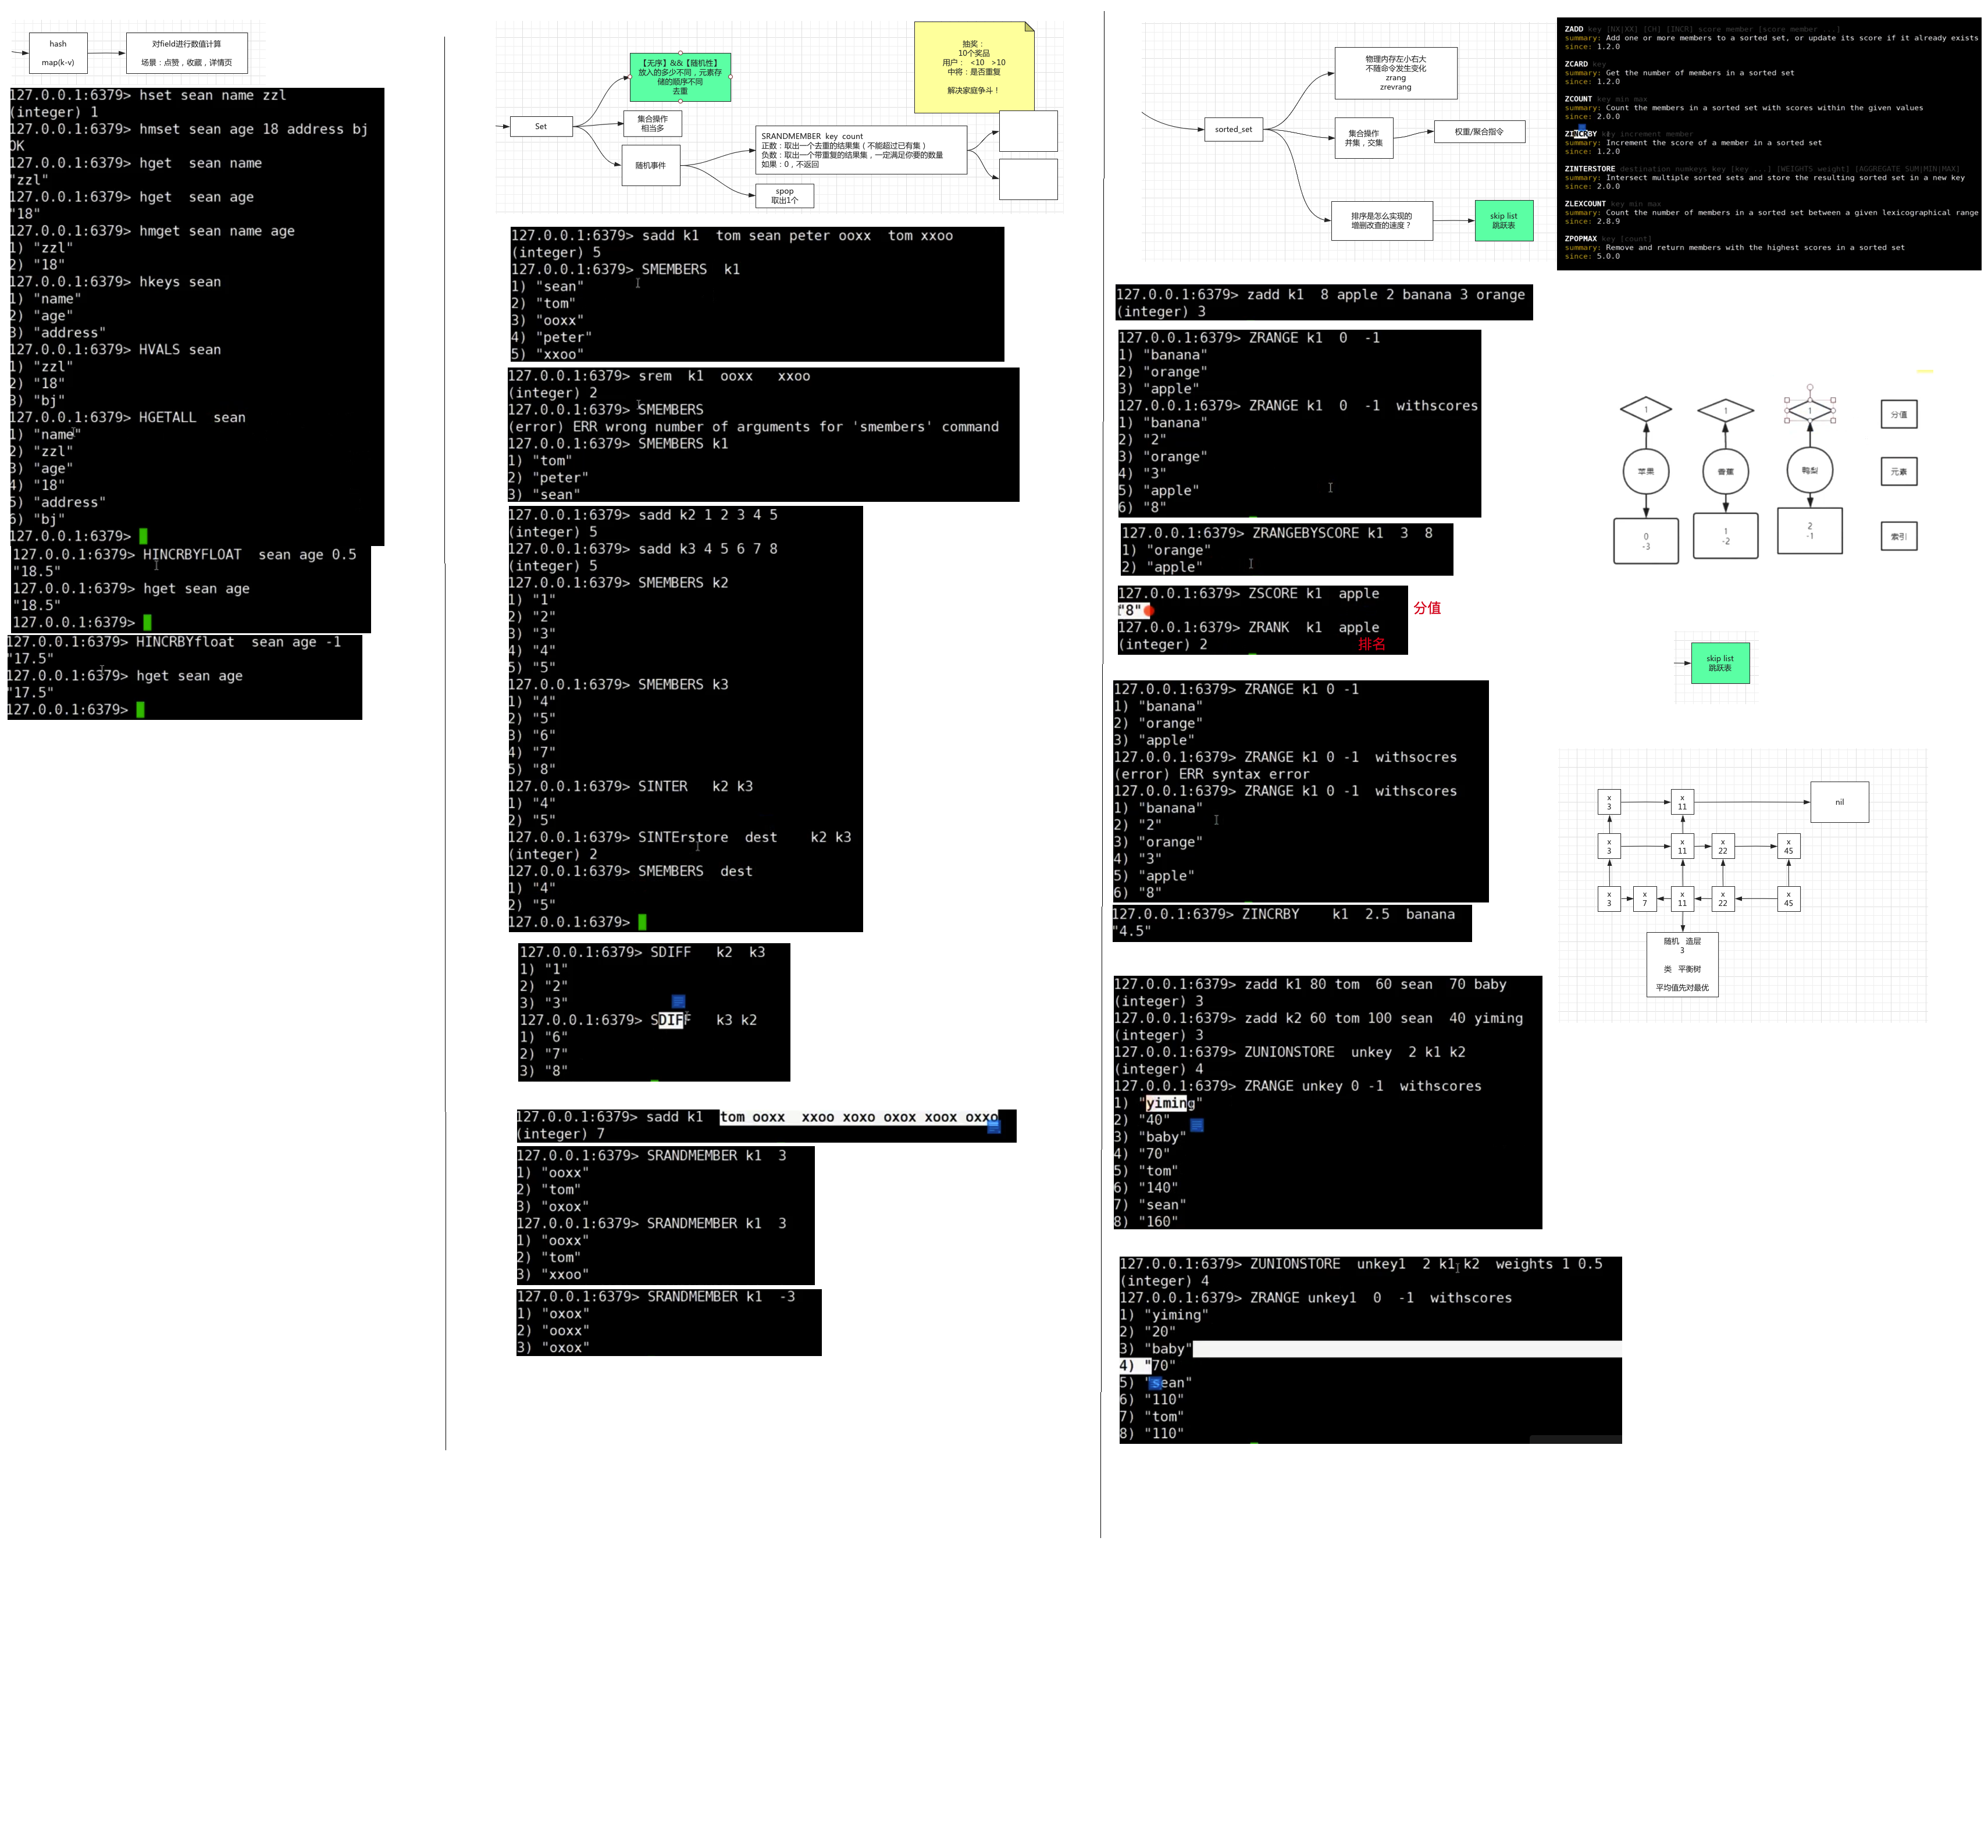 hash
map(k-v)
对field进行数值计算
场景：点赞，收藏，详情页
127.0.0.1:6379> hset sean name zzl
(integer) 1
127.0.0.1:6379> hmset sean age 18 address bj
OK
127.0.0.1:6379> hget  sean name
"zzl"
127.0.0.1:6379> hget  sean age
"18"
127.0.0.1:6379> hmget sean name age
1) "zzl"
2) "18"
127.0.0.1:6379> hkeys sean
1) "name"
2) "age"
3) "address"
127.0.0.1:6379> HVALS sean
1) "zzl"
2) "18"
3) "bj"
127.0.0.1:6379> HGETALL  sean
1) "name"
2) "zzl"
3) "age"
4) "18"
5) "address"
6) "bj"
127.0.0.1:6379>
127.0.0.1:6379> HINCRBYFLOAT  sean age 0.5
"18.5"
127.0.0.1:6379> hget sean age
"18.5"
127.0.0.1:6379>
127.0.0.1:6379> HINCRBYfloat  sean age -1
"17.5"
127.0.0.1:6379> hget sean age
"17.5"
127.0.0.1:6379>
Set
【无序】&&【随机性】
放入的多少不同，元素存
储的顺序不同
去重
集合操作
相当多
随机事件
SRANDMEMBER  key  count
正数：取出一个去重的结果集（不能超过已有集）
负数：取出一个带重复的结果集，一定满足你要的数量
如果：0，不返回
spop
取出1个
抽奖：
10个奖品
用户：  <10   >10
中将：是否重复
解决家庭争斗！
127.0.0.1:6379> sadd k1  tom sean peter ooxx  tom xxoo
(integer) 5
127.0.0.1:6379> SMEMBERS  k1
1) "sean"
2) "tom"
3) "ooxx"
4) "peter"
5) "xxoo"
127.0.0.1:6379> srem  k1  ooxx   xxoo
(integer) 2
127.0.0.1:6379> SMEMBERS
(error) ERR wrong number of arguments for 'smembers' command
127.0.0.1:6379> SMEMBERS k1
1) "tom"
2) "peter"
3) "sean"
127.0.0.1:6379> sadd k2 1 2 3 4 5
(integer) 5
127.0.0.1:6379> sadd k3 4 5 6 7 8
(integer) 5
127.0.0.1:6379> SMEMBERS k2
1) "1"
2) "2"
3) "3"
4) "4"
5) "5"
127.0.0.1:6379> SMEMBERS k3
1) "4"
2) "5"
3) "6"
4) "7"
5) "8"
127.0.0.1:6379> SINTER   k2 k3
1) "4"
2) "5"
127.0.0.1:6379> SINTErstore  dest    k2 k3
(integer) 2
127.0.0.1:6379> SMEMBERS  dest
1) "4"
2) "5"
127.0.0.1:6379>
127.0.0.1:6379> SDIFF   k2  k3
1) "1"
2) "2"
3) "3"
127.0.0.1:6379> SDIFF   k3 k2
1) "6"
2) "7"
3) "8"
127.0.0.1:6379> sadd k1  tom ooxx  xxoo xoxo oxox xoox oxxo
(integer) 7
127.0.0.1:6379> SRANDMEMBER k1  3
1) "ooxx"
2) "tom"
3) "oxox"
127.0.0.1:6379> SRANDMEMBER k1  3
1) "ooxx"
2) "tom"
3) "xxoo"
127.0.0.1:6379> SRANDMEMBER k1  -3
1) "oxox"
2) "ooxx"
3) "oxox"
sorted_set
物理内存左小右大
不随命令发生变化
zrang
zrevrang
集合操作
并集，交集
权重/聚合指令
排序是怎么实现的
增删改查的速度？
skip list
跳跃表
ZADD key [NX|XX] [CH] [INCR] score member [score member ...]
summary: Add one or more members to a sorted set, or update its score if it already exists
since: 1.2.0
ZCARD key
summary: Get the number of members in a sorted set
since: 1.2.0
ZCOUNT key min max
summary: Count the members in a sorted set with scores within the given values
since: 2.0.0
ZINCRBY key increment member
summary: Increment the score of a member in a sorted set
since: 1.2.0
ZINTERSTORE destination numkeys key [key ...] [WEIGHTS weight] [AGGREGATE SUM|MIN|MAX]
summary: Intersect multiple sorted sets and store the resulting sorted set in a new key
since: 2.0.0
ZLEXCOUNT key min max
summary: Count the number of members in a sorted set between a given lexicographical range
since: 2.8.9
ZPOPMAX key [count]
summary: Remove and return members with the highest scores in a sorted set
since: 5.0.0
127.0.0.1:6379> zadd k1  8 apple 2 banana 3 orange
(integer) 3
127.0.0.1:6379> ZRANGE k1  0  -1
1) "banana"
2) "orange"
3) "apple"
127.0.0.1:6379> ZRANGE k1  0  -1  withscores
1) "banana"
2) "2"
3) "orange"
4) "3"
5) "apple"
6) "8"
127.0.0.1:6379> ZRANGEBYSCORE k1  3  8
1) "orange"
2) "apple"
127.0.0.1:6379> ZSCORE k1  apple
"8"
分值
127.0.0.1:6379> ZRANK  k1  apple
(integer) 2
排名
127.0.0.1:6379> ZRANGE k1 0 -1
1) "banana"
2) "orange"
3) "apple"
127.0.0.1:6379> ZRANGE k1 0 -1  withsocres
(error) ERR syntax error
127.0.0.1:6379> ZRANGE k1 0 -1  withscores
1) "banana"
2) "2"
3) "orange"
4) "3"
5) "apple"
6) "8"
127.0.0.1:6379> ZINCRBY    k1  2.5  banana
"4.5"
127.0.0.1:6379> zadd k1 80 tom  60 sean  70 baby
(integer) 3
127.0.0.1:6379> zadd k2 60 tom 100 sean  40 yiming
(integer) 3
127.0.0.1:6379> ZUNIONSTORE  unkey  2 k1 k2
(integer) 4
127.0.0.1:6379> ZRANGE unkey 0 -1  withscores
1) "yiming"
2) "40"
3) "baby"
4) "70"
5) "tom"
6) "140"
7) "sean"
8) "160"
127.0.0.1:6379> ZUNIONSTORE  unkey1  2 k1 k2  weights 1 0.5
(integer) 4
127.0.0.1:6379> ZRANGE unkey1  0  -1  withscores
1) "yiming"
2) "20"
3) "baby"
4) "70"
5) "sean"
6) "110"
7) "tom"
8) "110"
1
1
1
分值
苹果
香蕉
鸭梨
元素
0
-3
1
-2
2
-1
索引
skip list
跳跃表
x
3
x
11
nil
x
3
x
11
x
22
x
45
x
3
x
7
x
11
x
22
x
45
随机   造层
3
类   平衡树
平均值先对最优